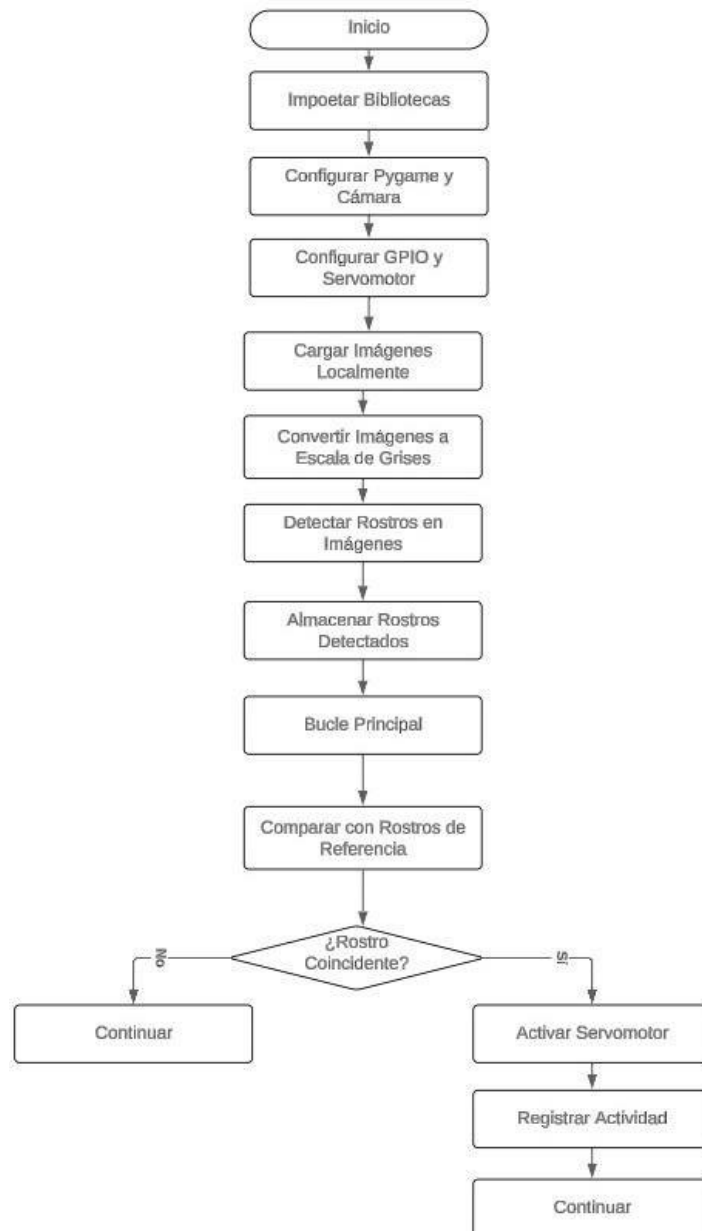 Inicio
Impoetar Bibliotecas
Configurar Pygame y
Cámara
Configurar GPIO y
Servomotor
Cargar Imágenes
Localmente
Convertir Imágenes a
Escala de Grises
Detectar Rostros en
Imágenes
Almacenar Rostros
Detectados
Bucle Principal
Comparar con Rostros de
Referencia
¿Rostro
Coincidente?
No
Sí
Continuar
Activar Servomotor
Registrar Actividad
Continuar